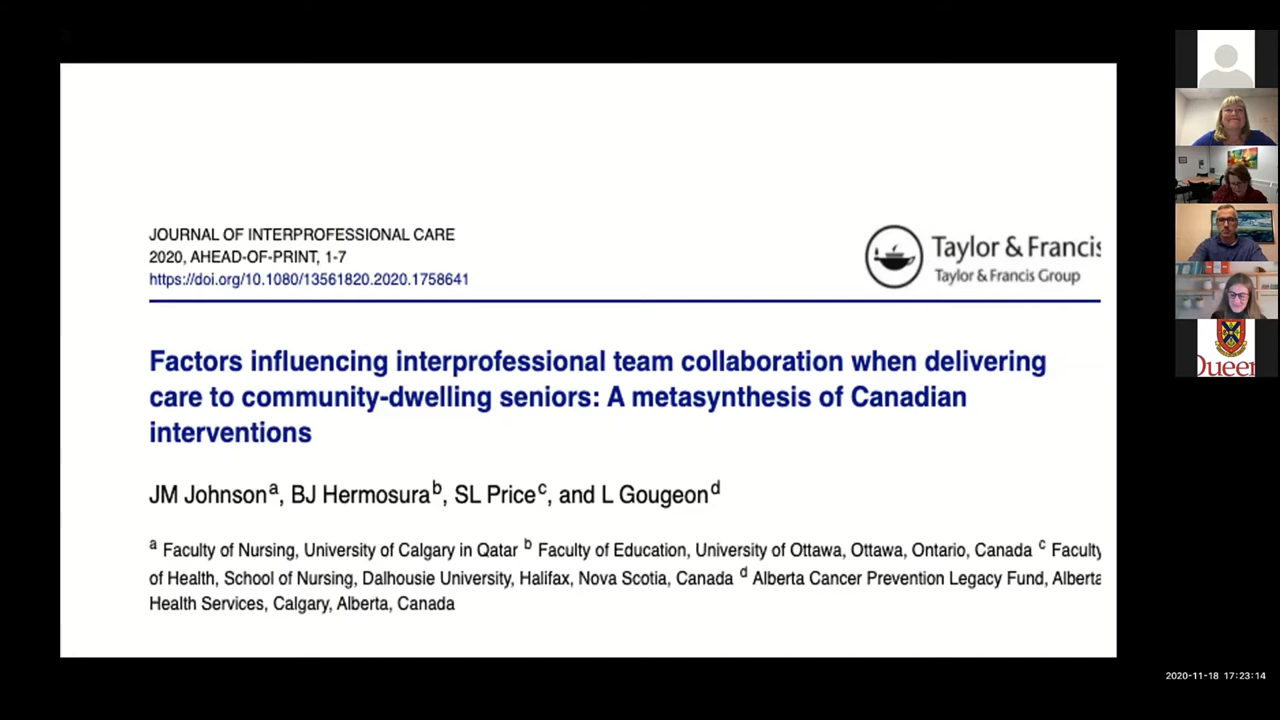 JOURNAL OF INTERPROFESSIONAL CARE
2020, AHEAD-OF-PRINT, 1-7
https://doi.org/10.1080/13561820.2020.1758641
Taylor & Francis
Taylor & Francis Group
Factors influencing interprofessional team collaboration when delivering
care to community-dwelling seniors: A metasynthesis of Canadian
interventions
JM Johnsonᵃ, BJ Hermosuraᵇ, SL Priceᶜ, and L Gougeonᵈ
ᵃ Faculty of Nursing, University of Calgary in Qatar ᵇ Faculty of Education, University of Ottawa, Ottawa, Ontario, Canada ᶜ Faculty
of Health, School of Nursing, Dalhousie University, Halifax, Nova Scotia, Canada ᵈ Alberta Cancer Prevention Legacy Fund, Alberta
Health Services, Calgary, Alberta, Canada
Queen
2020-11-18 17:23:14